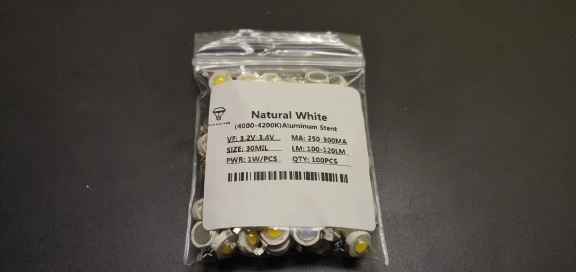 Natural White
(4000-4200K)Aluminum Stent
VF: 3.2V-3.4V MA: 250-300MA
SIZE: 30MIL LM: 100-120LM
PWR: 1W/PCS QTY: 100PCS